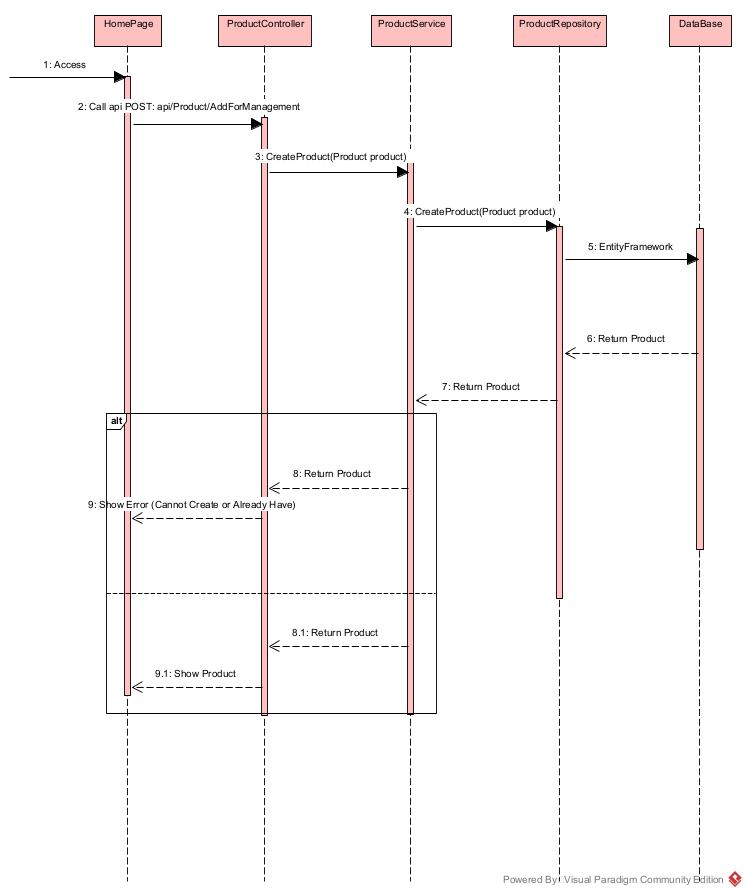 HomePage
ProductController
ProductService
ProductRepository
DataBase
1: Access
2: Call api POST: api/Product/AddForManagement
3: CreateProduct(Product product)
4: CreateProduct(Product product)
5: EntityFramework
6: Return Product
7: Return Product
alt
8: Return Product
9: Show Error (Cannot Create or Already Have)
8.1: Return Product
9.1: Show Product
Powered By Visual Paradigm Community Edition